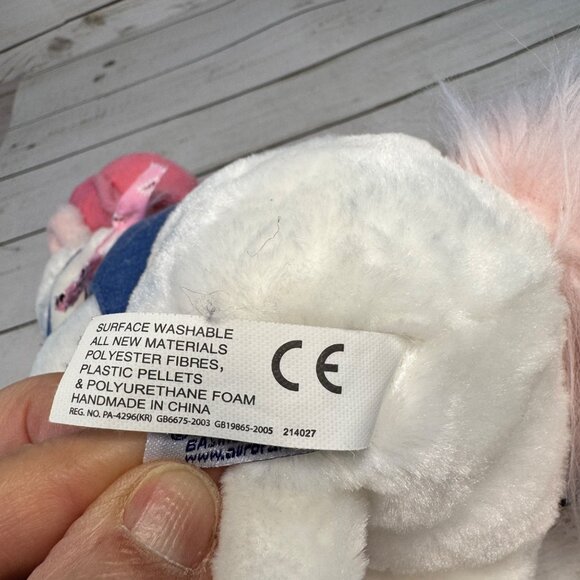 SURFACE WASHABLE
ALL NEW MATERIALS
POLYESTER FIBRES,
PLASTIC PELLETS
& POLYURETHANE FOAM
HANDMADE IN CHINA
REG. NO. PA-4296(KR) GB6675-2003 GB19865-2005 214027
CE